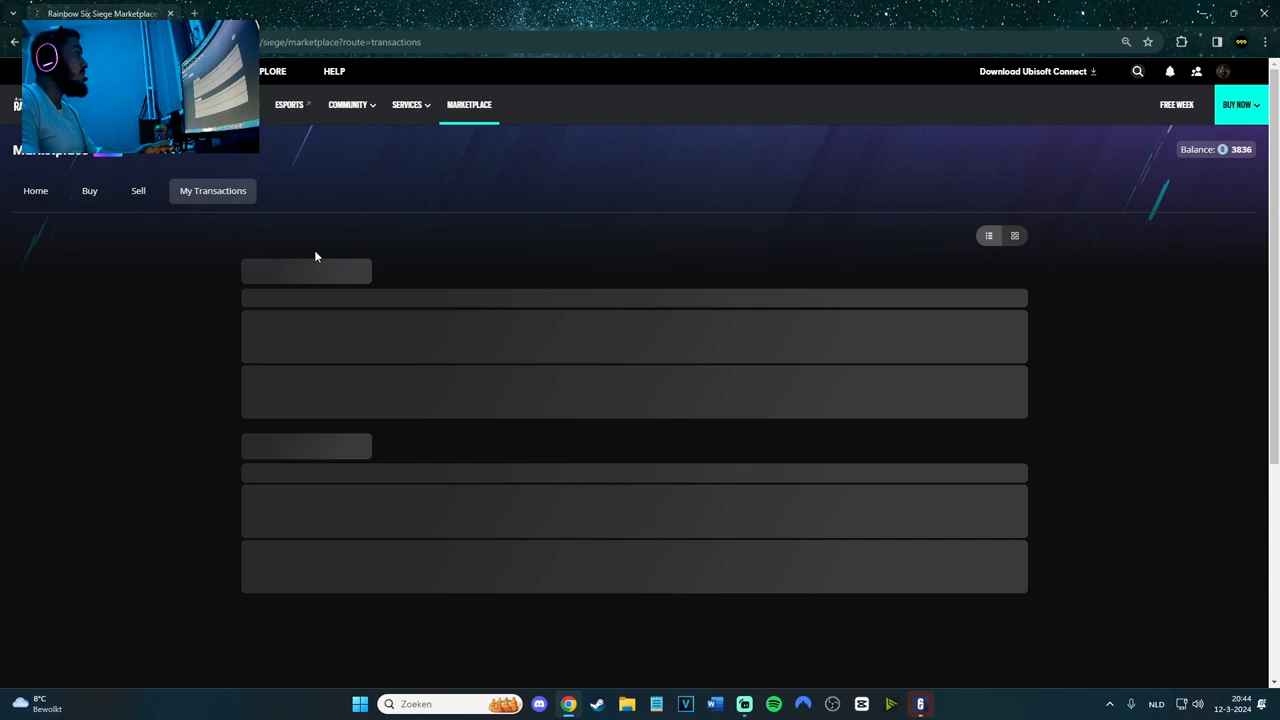 Rainbow Six Siege Marketplace
/siege/marketplace?route=transactions
PLORE HELP Download Ubisoft Connect
ESPORTS COMMUNITY SERVICES MARKETPLACE FREE WEEK BUY NOW
Balance: 3836
Home Buy Sell My Transactions
8°C
Bewolkt
Zoeken
NLD
20:44
12-3-2024